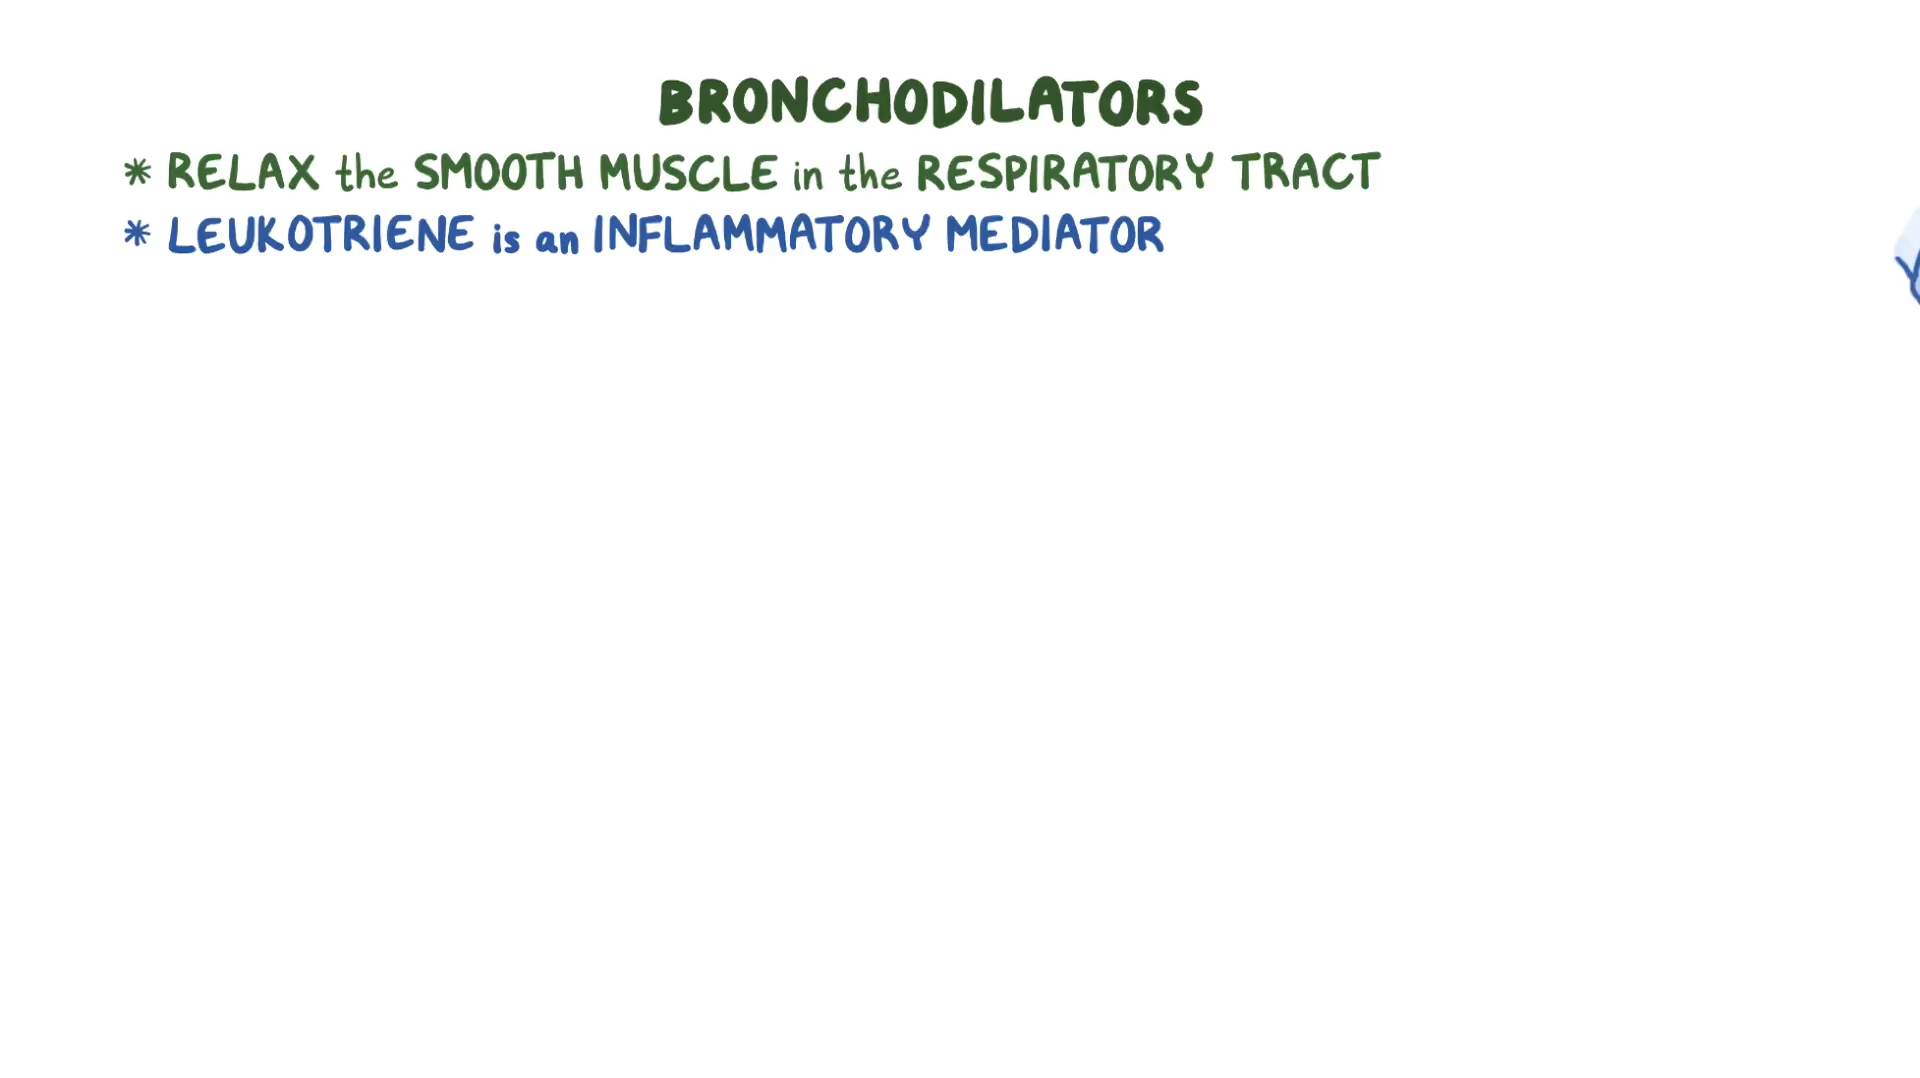 BRONCHODILATORS
* RELAX the SMOOTH MUSCLE in the RESPIRATORY TRACT
* LEUKOTRIENE is an INFLAMMATORY MEDIATOR